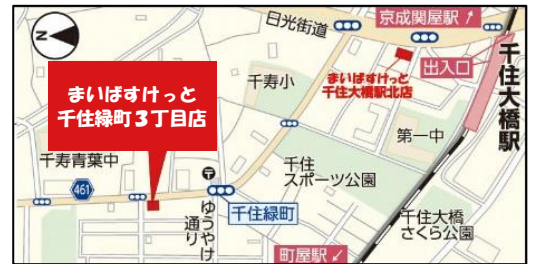 Z
日光街道
京成関屋駅
出入口
千住大橋駅
まいばすけっと
千住大橋駅北店
まいばすけっと
千住緑町3丁目店
千寿小
第一中
千寿青葉中
千住
スポーツ公園
461
千住緑町
ゆうやけ
通り
千住大橋
さくら公園
町屋駅